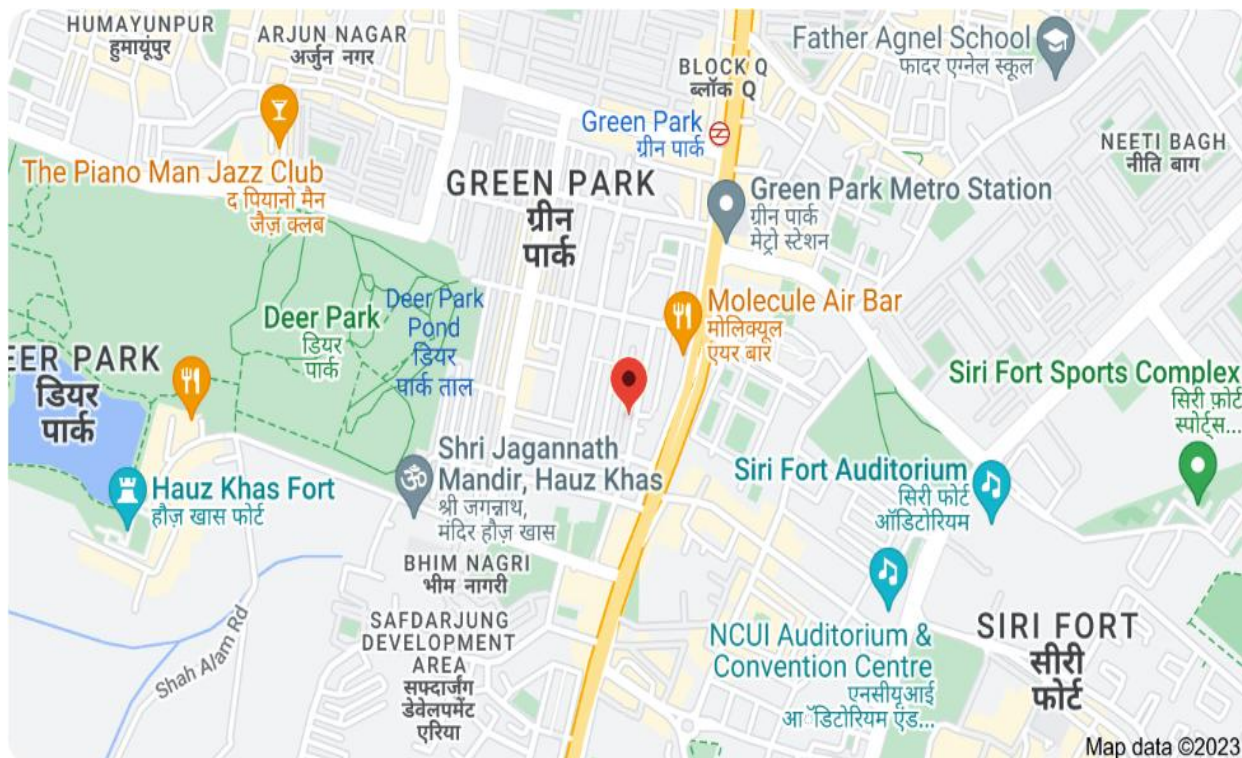 HUMAYUNPUR
हुमायूंपुर
ARJUN NAGAR
अर्जुन नगर
BLOCK Q
ब्लॉक Q
Father Agnel School
फादर एग्नेल स्कूल
Green Park
ग्रीन पार्क
NEETI BAGH
नीति बाग
The Piano Man Jazz Club
द पियानो मैन
जैज़ क्लब
GREEN PARK
ग्रीन
पार्क
Green Park Metro Station
ग्रीन पार्क
मेट्रो स्टेशन
Deer Park
डियर
पार्क
Deer Park
Pond
डियर
पार्क ताल
Molecule Air Bar
मोलिक्यूल
एयर बार
EER PARK
डियर
पार्क
Siri Fort Sports Complex
सिरी फ़ोर्ट
स्पोर्ट्स...
Shri Jagannath
Mandir, Hauz Khas
श्री जगन्नाथ,
मंदिर हौज़ खास
Siri Fort Auditorium
सिरी फोर्ट
ऑडिटोरियम
Hauz Khas Fort
हौज़ खास फोर्ट
BHIM NAGRI
भीम नागरी
SAFDARJUNG
DEVELOPMENT
AREA
सफ्दार्जंग
डेवेलपमेंट
एरिया
Shah Alam Rd
NCUI Auditorium &
Convention Centre
एनसीयूआई
आॅडिटोरियम एंड...
SIRI FORT
सीरी
फोर्ट
Map data ©2023